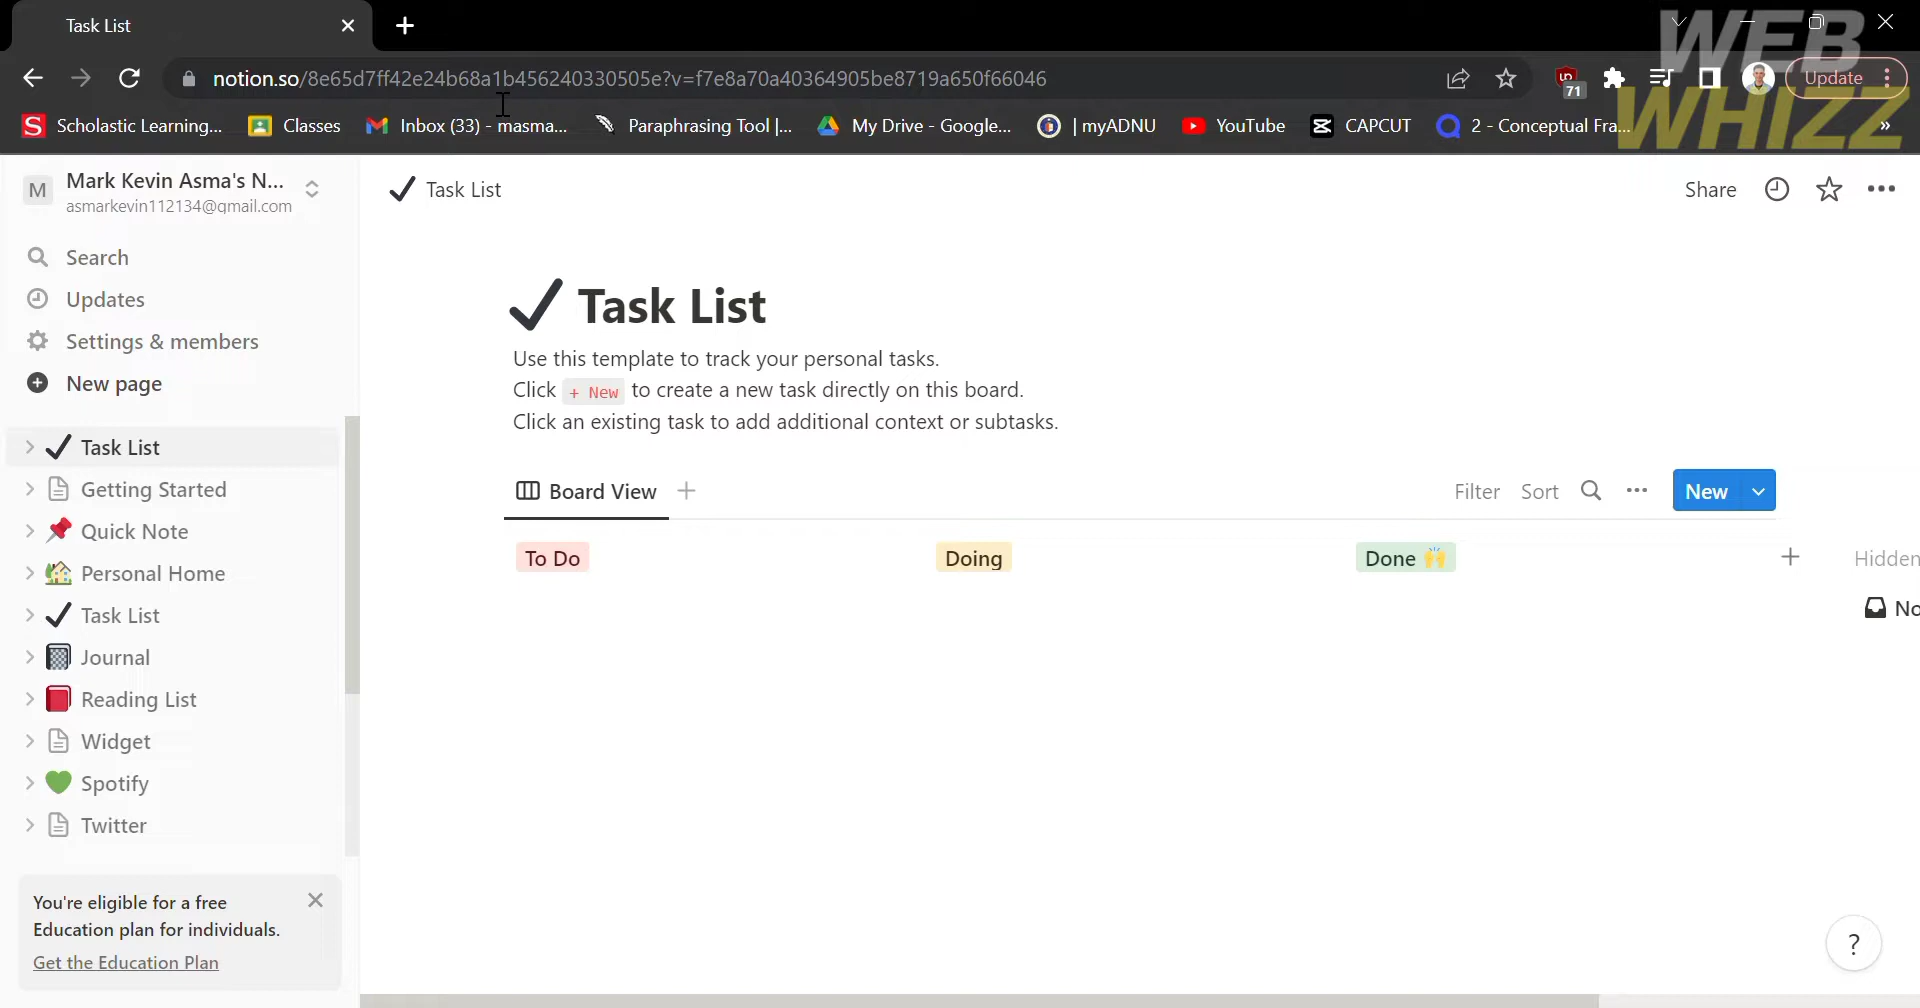 Task List
WEB
WHIZZ
notion.so/8e65d7ff42e24b68a1b456240330505e?v=f7e8a70a40364905be8719a650f66046
71
Update
S Scholastic Learning...
Classes
Inbox (33) - masma...
Paraphrasing Tool |...
My Drive - Google...
| myADNU
YouTube
CAPCUT
2 - Conceptual Fra...
»
M
Mark Kevin Asma's N...
asmarkevin112134@gmail.com
Search
Updates
Settings & members
New page
Task List
Getting Started
Quick Note
Personal Home
Task List
Journal
Reading List
Widget
Spotify
Twitter
You're eligible for a free
Education plan for individuals.
Get the Education Plan
Task List
Share
Task List
Use this template to track your personal tasks.
Click + New to create a new task directly on this board.
Click an existing task to add additional context or subtasks.
Board View
Filter
Sort
New
To Do
Doing
Done 🙌
Hidden
No
?